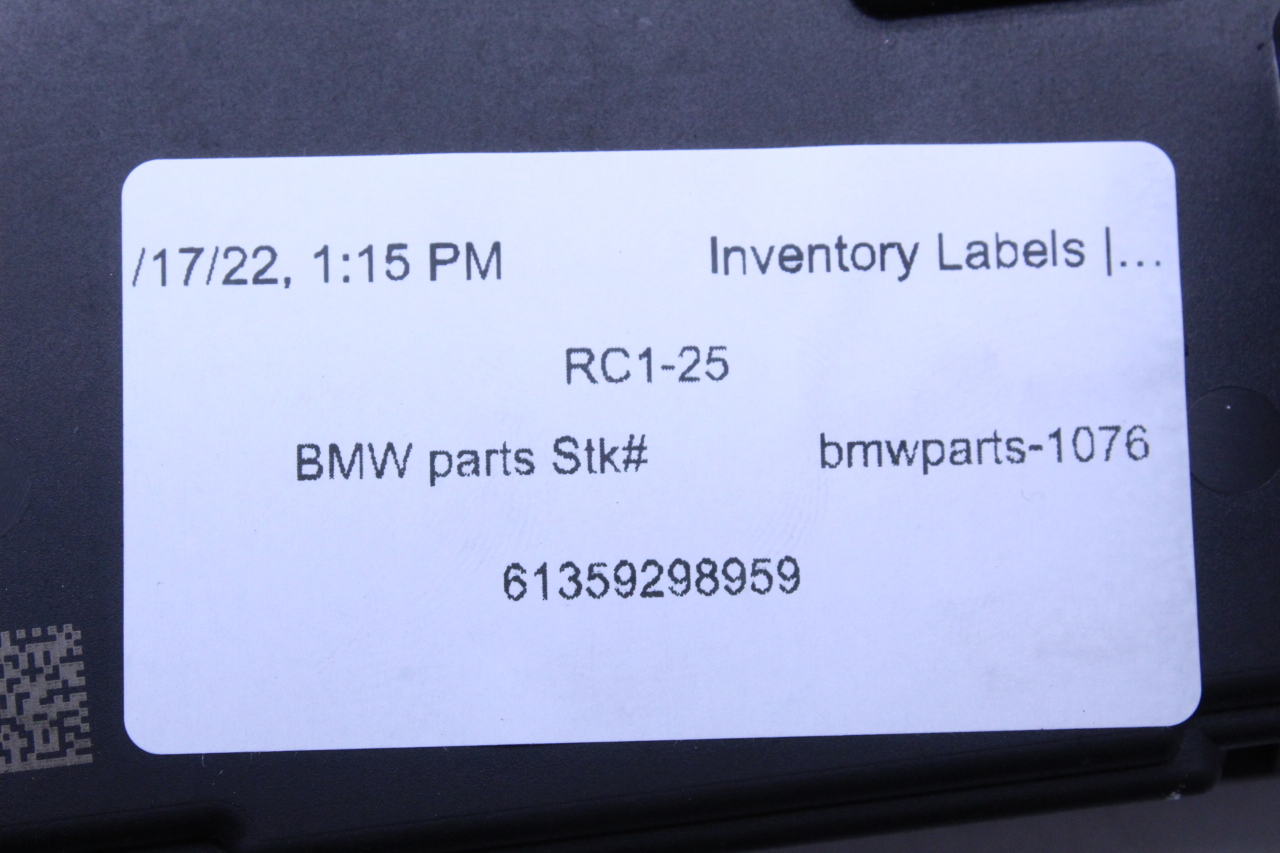 /17/22, 1:15 PM Inventory Labels |...
RC1-25
BMW parts Stk# bmwparts-1076
61359298959